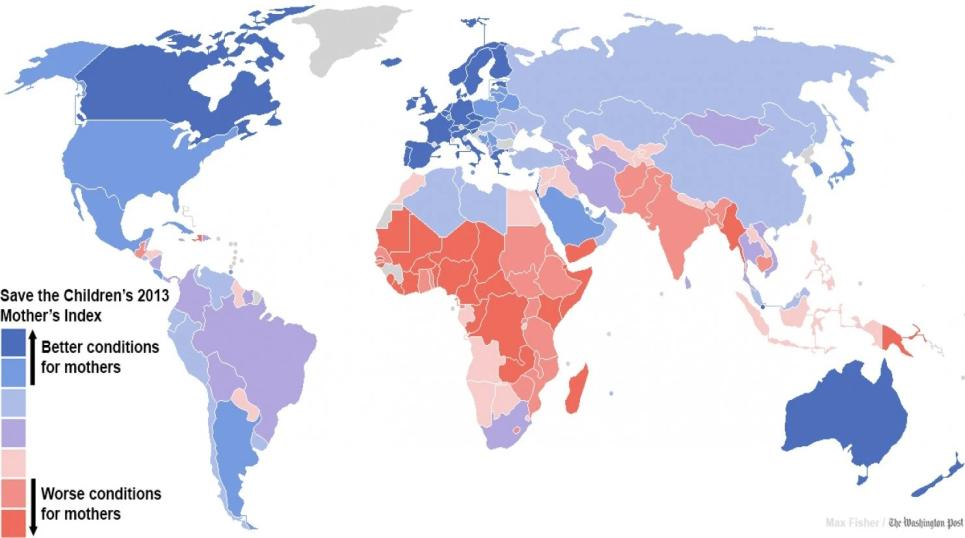 Save the Children's 2013
Mother's Index
Better conditions
for mothers
Worse conditions
for mothers
Max Fisher / The Washington Post